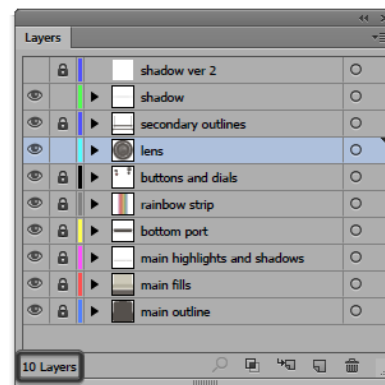 Layers
shadow ver 2
shadow
secondary outlines
lens
buttons and dials
rainbow strip
bottom port
main highlights and shadows
main fills
main outline
10 Layers